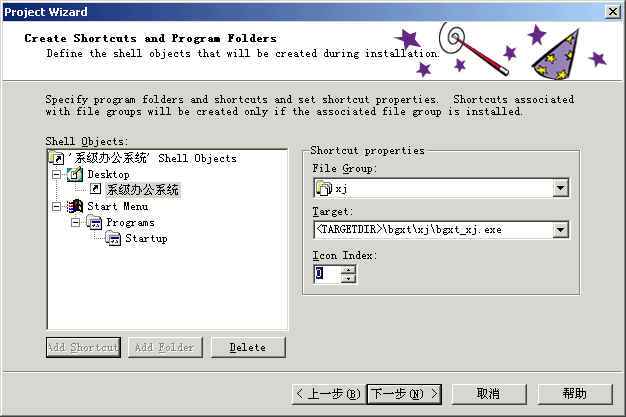 Project Wizard
Create Shortcuts and Program Folders
Define the shell objects that will be created during installation.
Specify program folders and shortcuts and set shortcut properties. Shortcuts associated
with file groups will be created only if the associated file group is installed.
Shell Objects:
'系级办公系统' Shell Objects
Desktop
系级办公系统
Start Menu
Programs
Startup
Shortcut properties
File Group:
xj
Target:
<TARGETDIR>\bgxt\xj\bgxt_xj.exe
Icon Index:
0
Add Shortcut
Add Folder
Delete
< 上一步(B)
下一步(N) >
取消
帮助